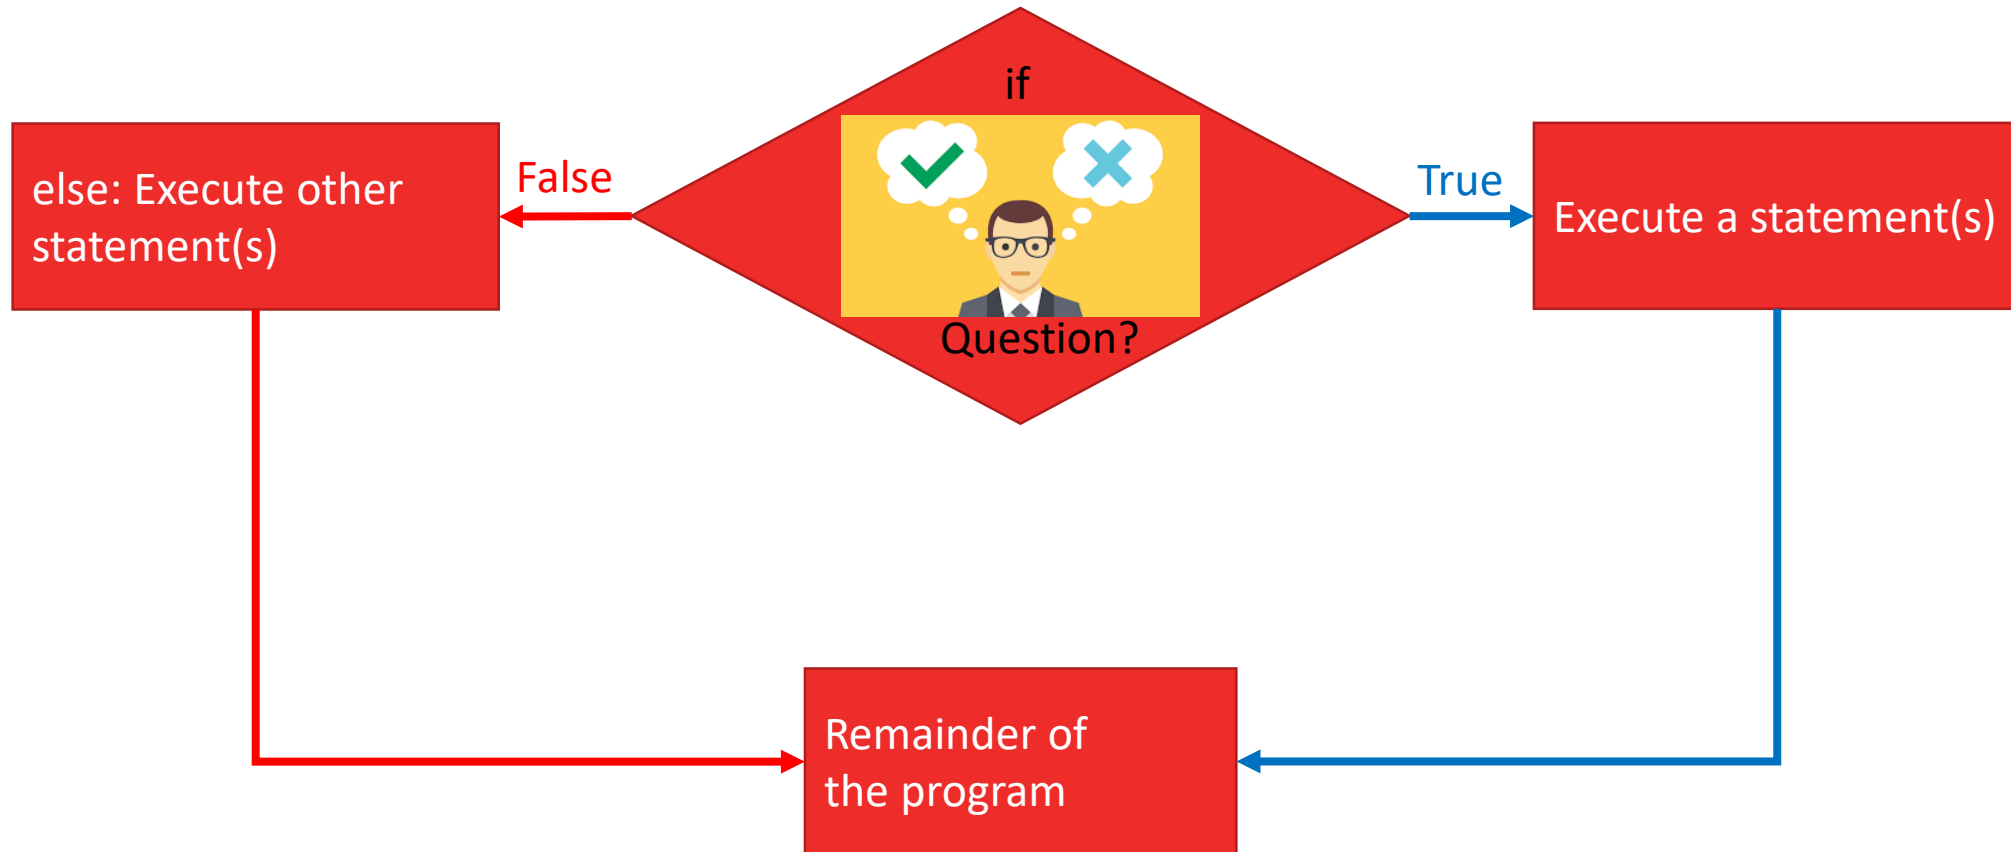 if
Question?
False
else: Execute other
statement(s)
True
Execute a statement(s)
Remainder of
the program